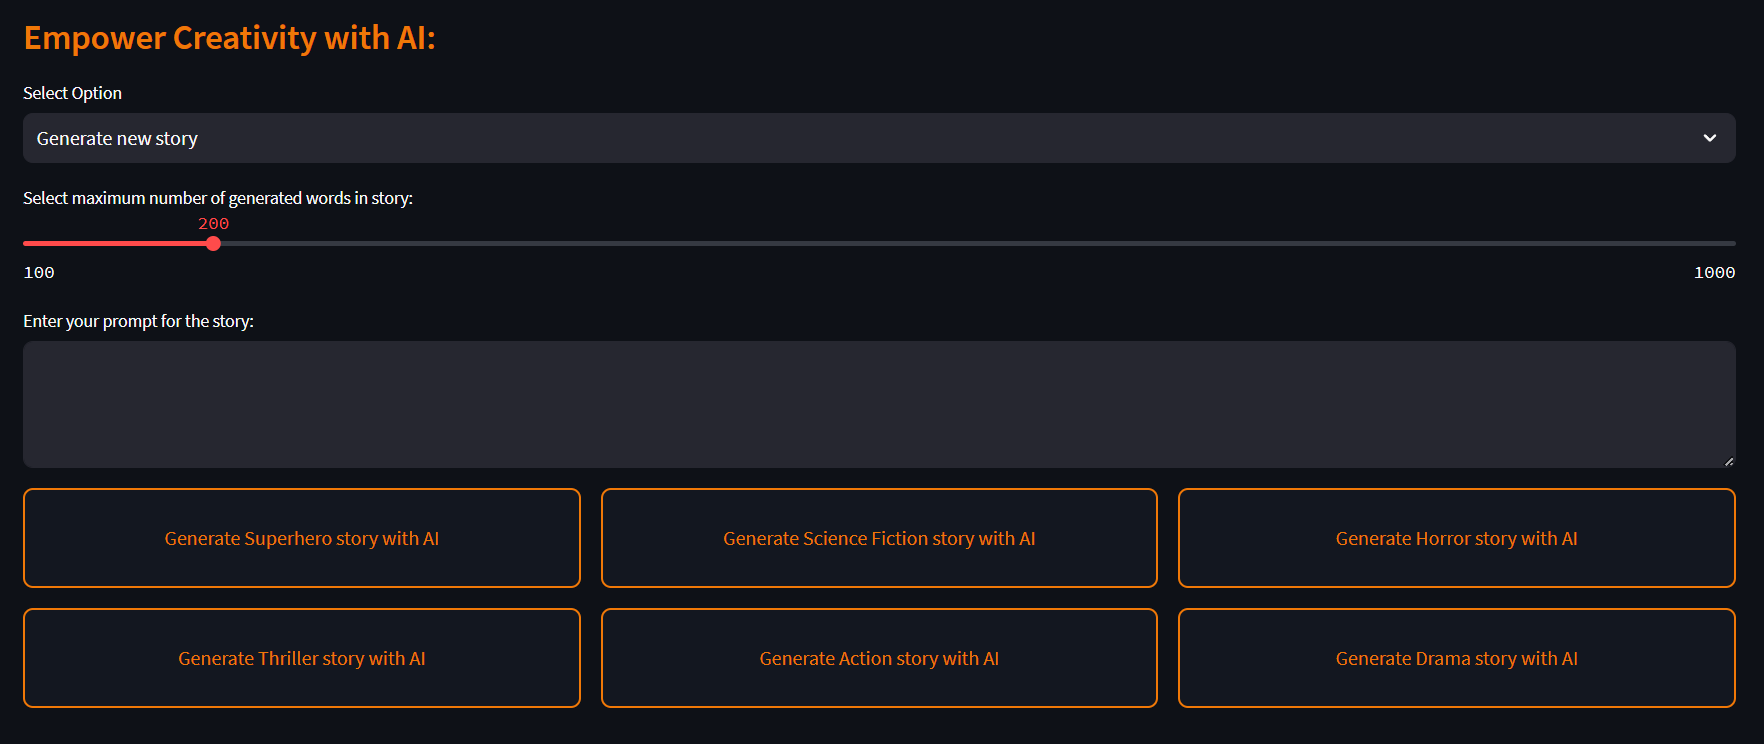 Empower Creativity with AI:
Select Option
Generate new story
Select maximum number of generated words in story:
200
100 1000
Enter your prompt for the story:
Generate Superhero story with AI Generate Science Fiction story with AI Generate Horror story with AI
Generate Thriller story with AI Generate Action story with AI Generate Drama story with AI